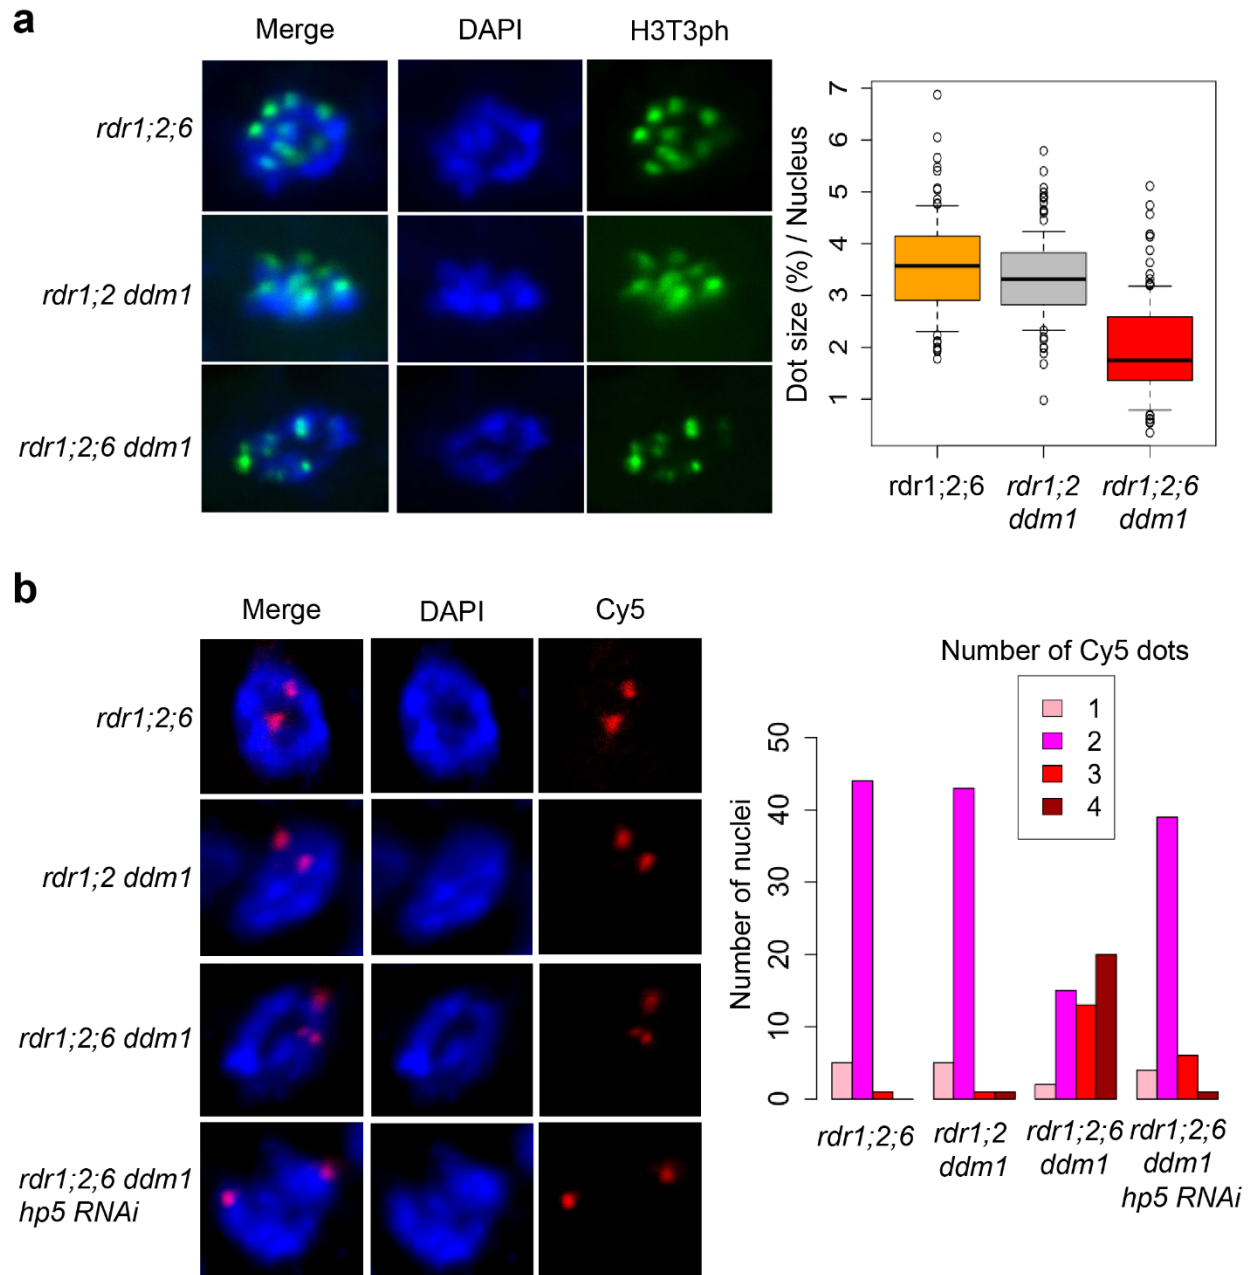 a
Merge DAPI H3T3ph
rdr1;2;6
rdr1;2 ddm1
rdr1;2;6 ddm1
Dot size (%) / Nucleus
7
6
5
4
3
2
1
rdr1;2;6 rdr1;2 rdr1;2;6
ddm1 ddm1
b
Merge DAPI Cy5
rdr1;2;6
rdr1;2 ddm1
rdr1;2;6 ddm1
rdr1;2;6 ddm1
hp5 RNAi
Number of Cy5 dots
1
2
3
4
Number of nuclei
50
40
30
20
10
0
rdr1;2;6 rdr1;2 rdr1;2;6 rdr1;2;6
ddm1 ddm1 ddm1
hp5 RNAi